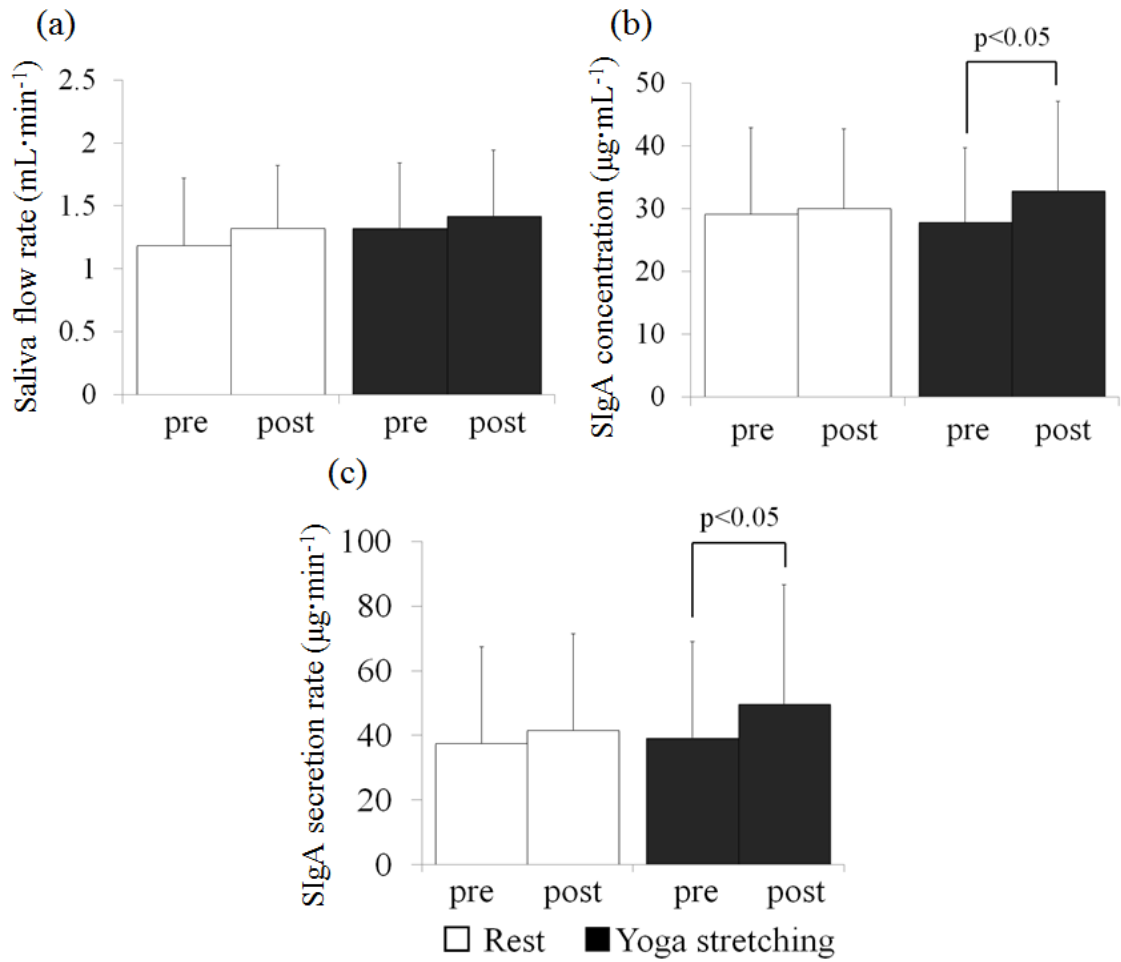 (a)
Saliva flow rate (mL·min⁻¹)
2.5
2
1.5
1
0.5
0
pre post pre post
(b)
p<0.05
SIgA concentration (μg·mL⁻¹)
50
40
30
20
10
0
pre post pre post
(c)
p<0.05
SIgA secretion rate (μg·min⁻¹)
100
80
60
40
20
0
pre post pre post
Rest Yoga stretching